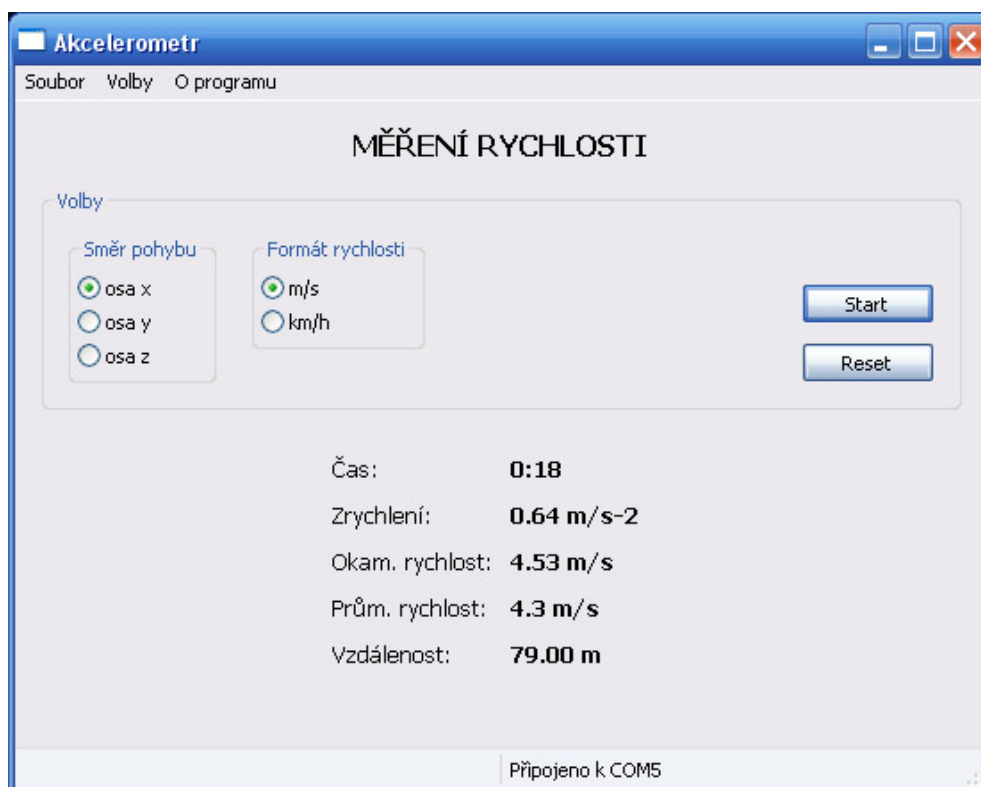 Akcelerometr
Soubor Volby O programu
MĚŘENÍ RYCHLOSTI
Volby
Směr pohybu
osa x
osa y
osa z
Formát rychlosti
m/s
km/h
Start
Reset
Čas: 0:18
Zrychlení: 0.64 m/s-2
Okam. rychlost: 4.53 m/s
Prům. rychlost: 4.3 m/s
Vzdálenost: 79.00 m
Připojeno k COM5